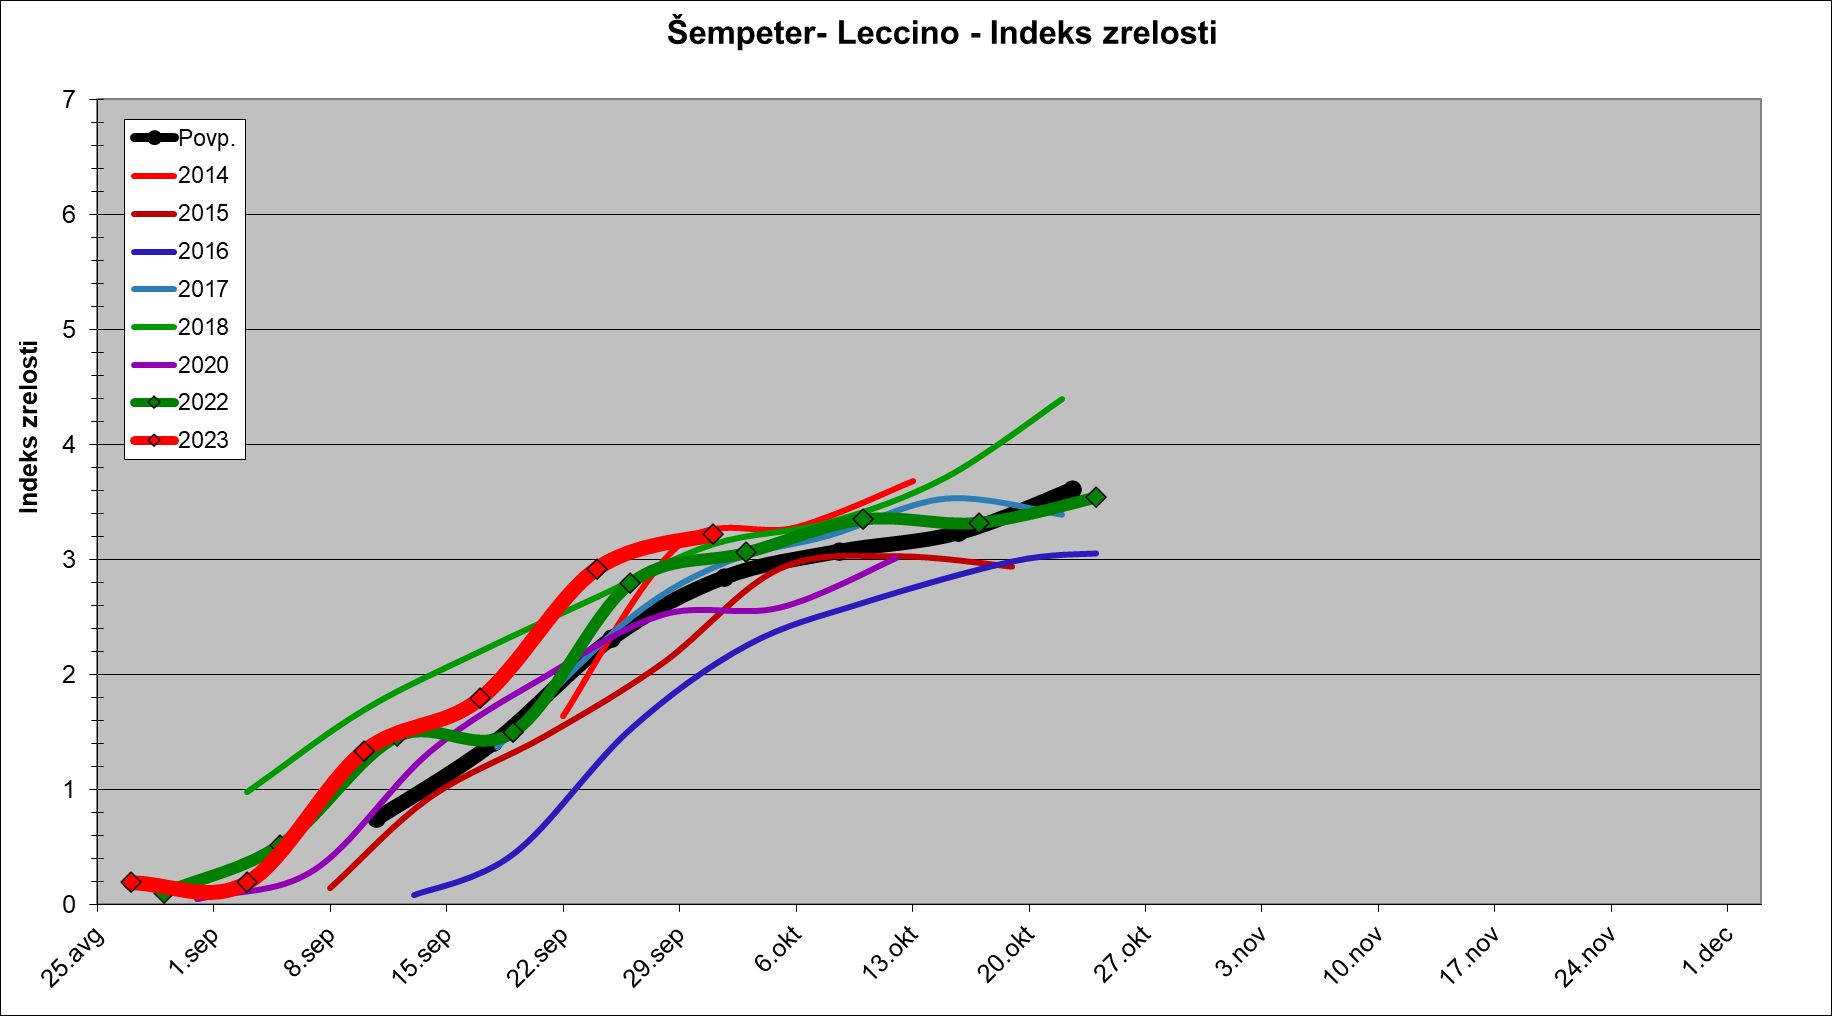 Šempeter- Leccino - Indeks zrelosti
Indeks zrelosti
7
6
5
4
3
2
1
0
Povp.
2014
2015
2016
2017
2018
2020
2022
2023
25.avg
1.sep
8.sep
15.sep
22.sep
29.sep
6.okt
13.okt
20.okt
27.okt
3.nov
10.nov
17.nov
24.nov
1.dec